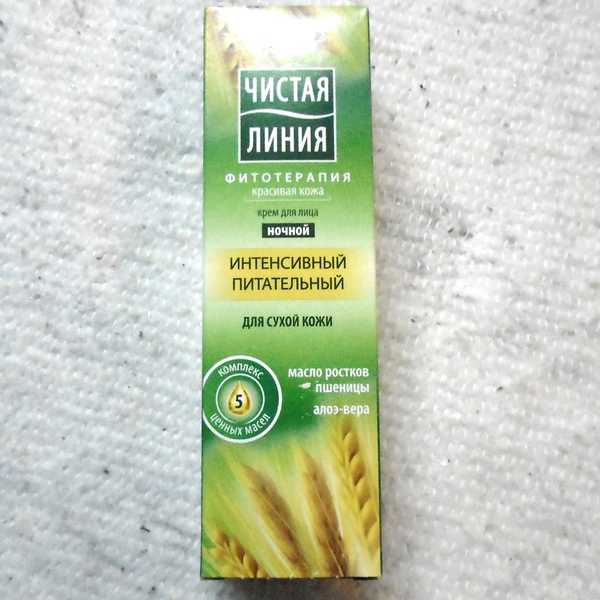 ЧИСТАЯ
ЛИНИЯ
ФИТОТЕРАПИЯ
красивая кожа
крем для лица
ночной
ИНТЕНСИВНЫЙ
ПИТАТЕЛЬНЫЙ
ДЛЯ СУХОЙ КОЖИ
комплекс
5
ценных масел
масло ростков
пшеницы
алоэ-вера